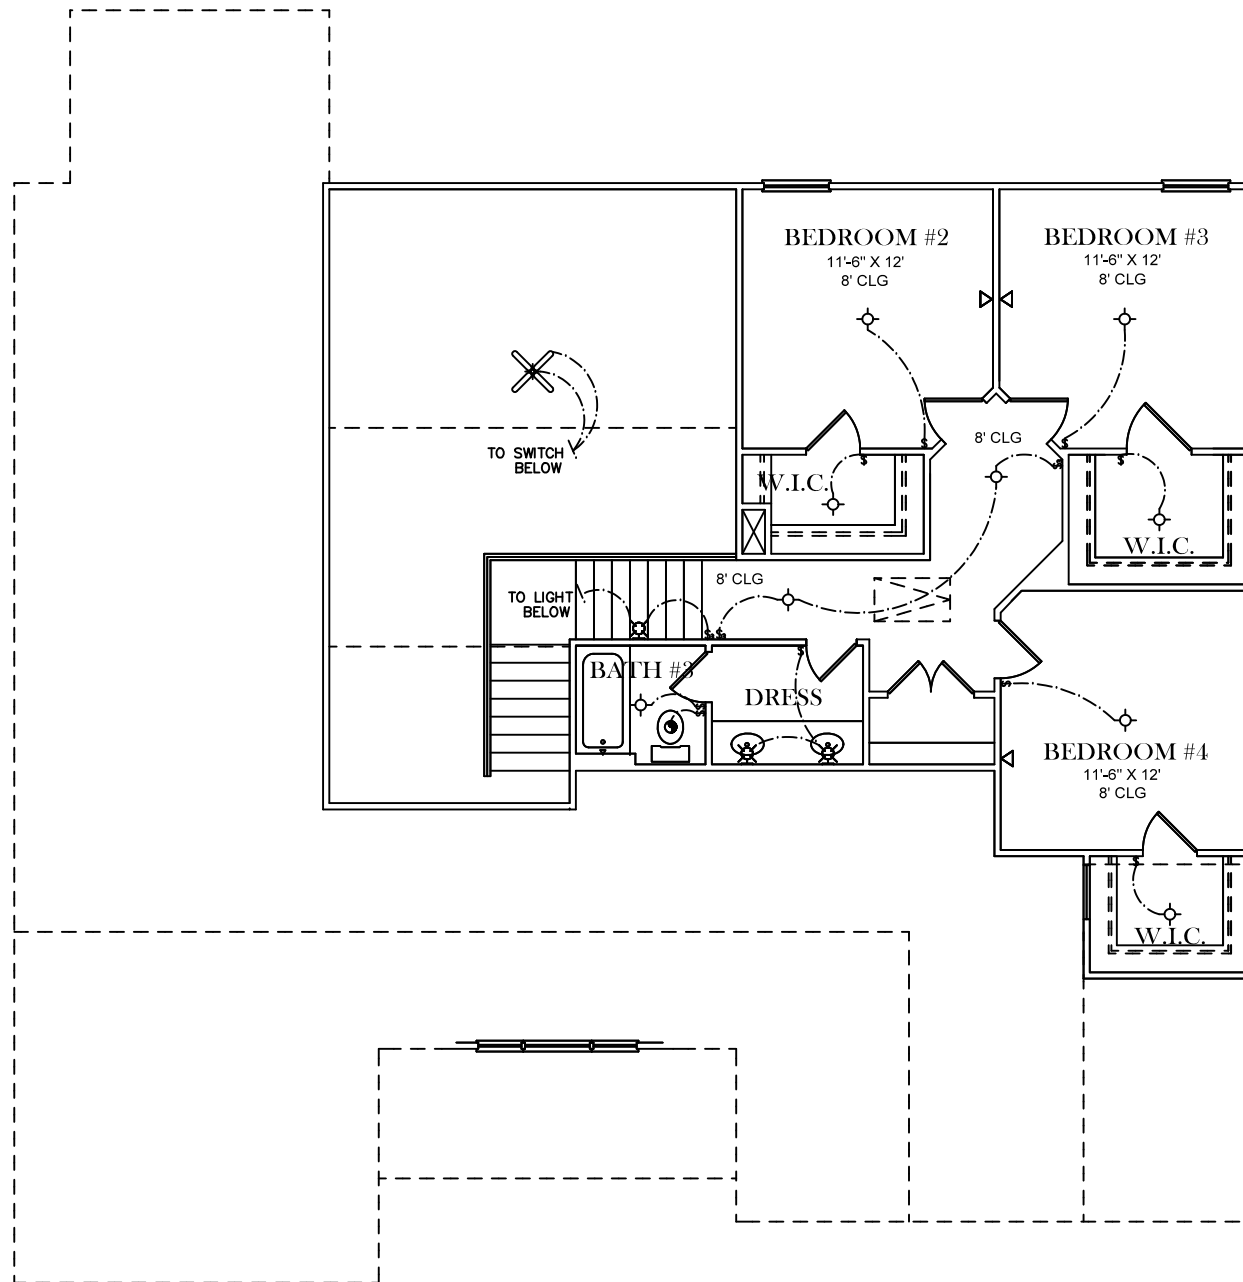 BEDROOM #2
11'-6" X 12'
8' CLG
BEDROOM #3
11'-6" X 12'
8' CLG
TO SWITCH
BELOW
8' CLG
W.I.C.
W.I.C.
8' CLG
TO LIGHT
BELOW
BATH #3
DRESS
BEDROOM #4
11'-6" X 12'
8' CLG
W.I.C.